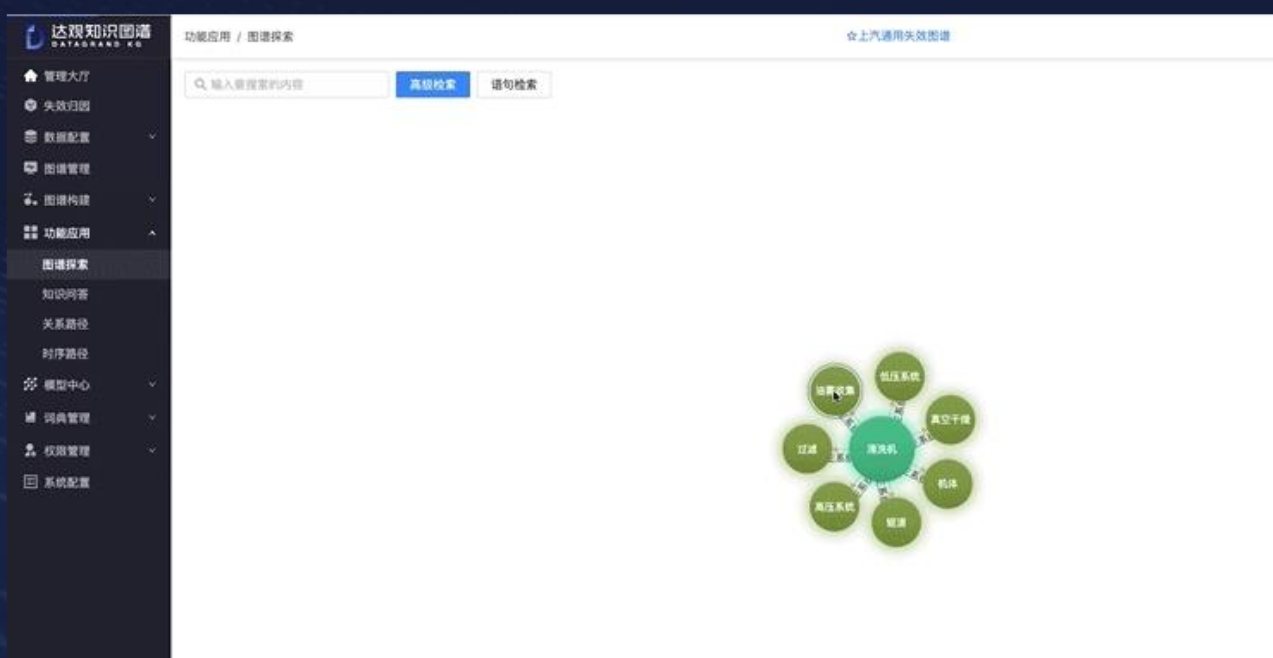 达观知识图谱
DATAGRAND KG
功能应用 / 图谱探索
☆上汽通用失效图谱
输入要搜索的内容
高级检索
语句检索
管理大厅
失效归因
数据配置
图谱管理
图谱构建
功能应用
图谱探索
知识问答
关系路径
时序路径
模型中心
词典管理
权限管理
系统配置
油雾收集
低压系统
真空干燥
过滤
清洗机
机体
高压系统
辊道